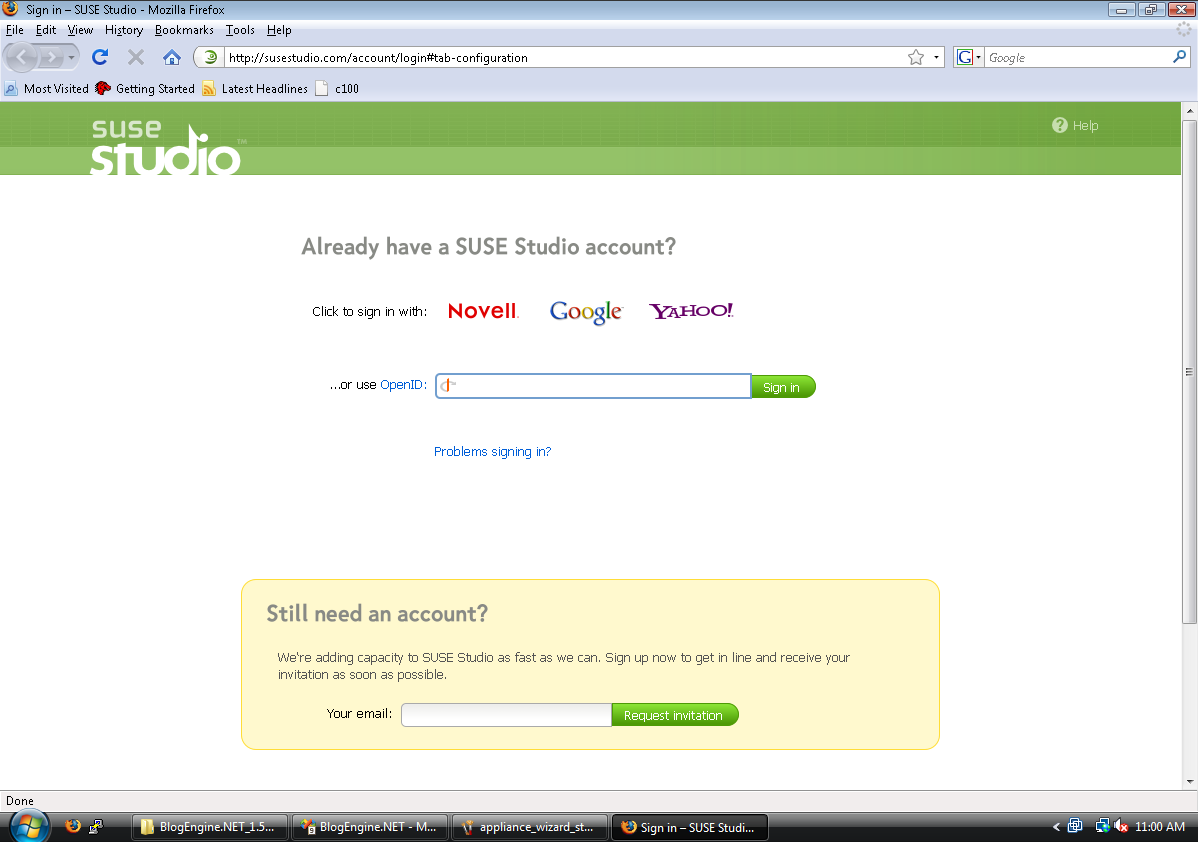 Sign in – SUSE Studio - Mozilla Firefox
File Edit View History Bookmarks Tools Help
http://susestudio.com/account/login#tab-configuration
G Google
Most Visited Getting Started Latest Headlines c100
suse
studio™
Help
Already have a SUSE Studio account?
Click to sign in with: Novell. Google™ YAHOO!
...or use OpenID: Sign in
Problems signing in?
Still need an account?
We're adding capacity to SUSE Studio as fast as we can. Sign up now to get in line and receive your
invitation as soon as possible.
Your email: Request invitation
Done
BlogEngine.NET_1.5... BlogEngine.NET - M... appliance_wizard_st... Sign in – SUSE Studi... 11:00 AM